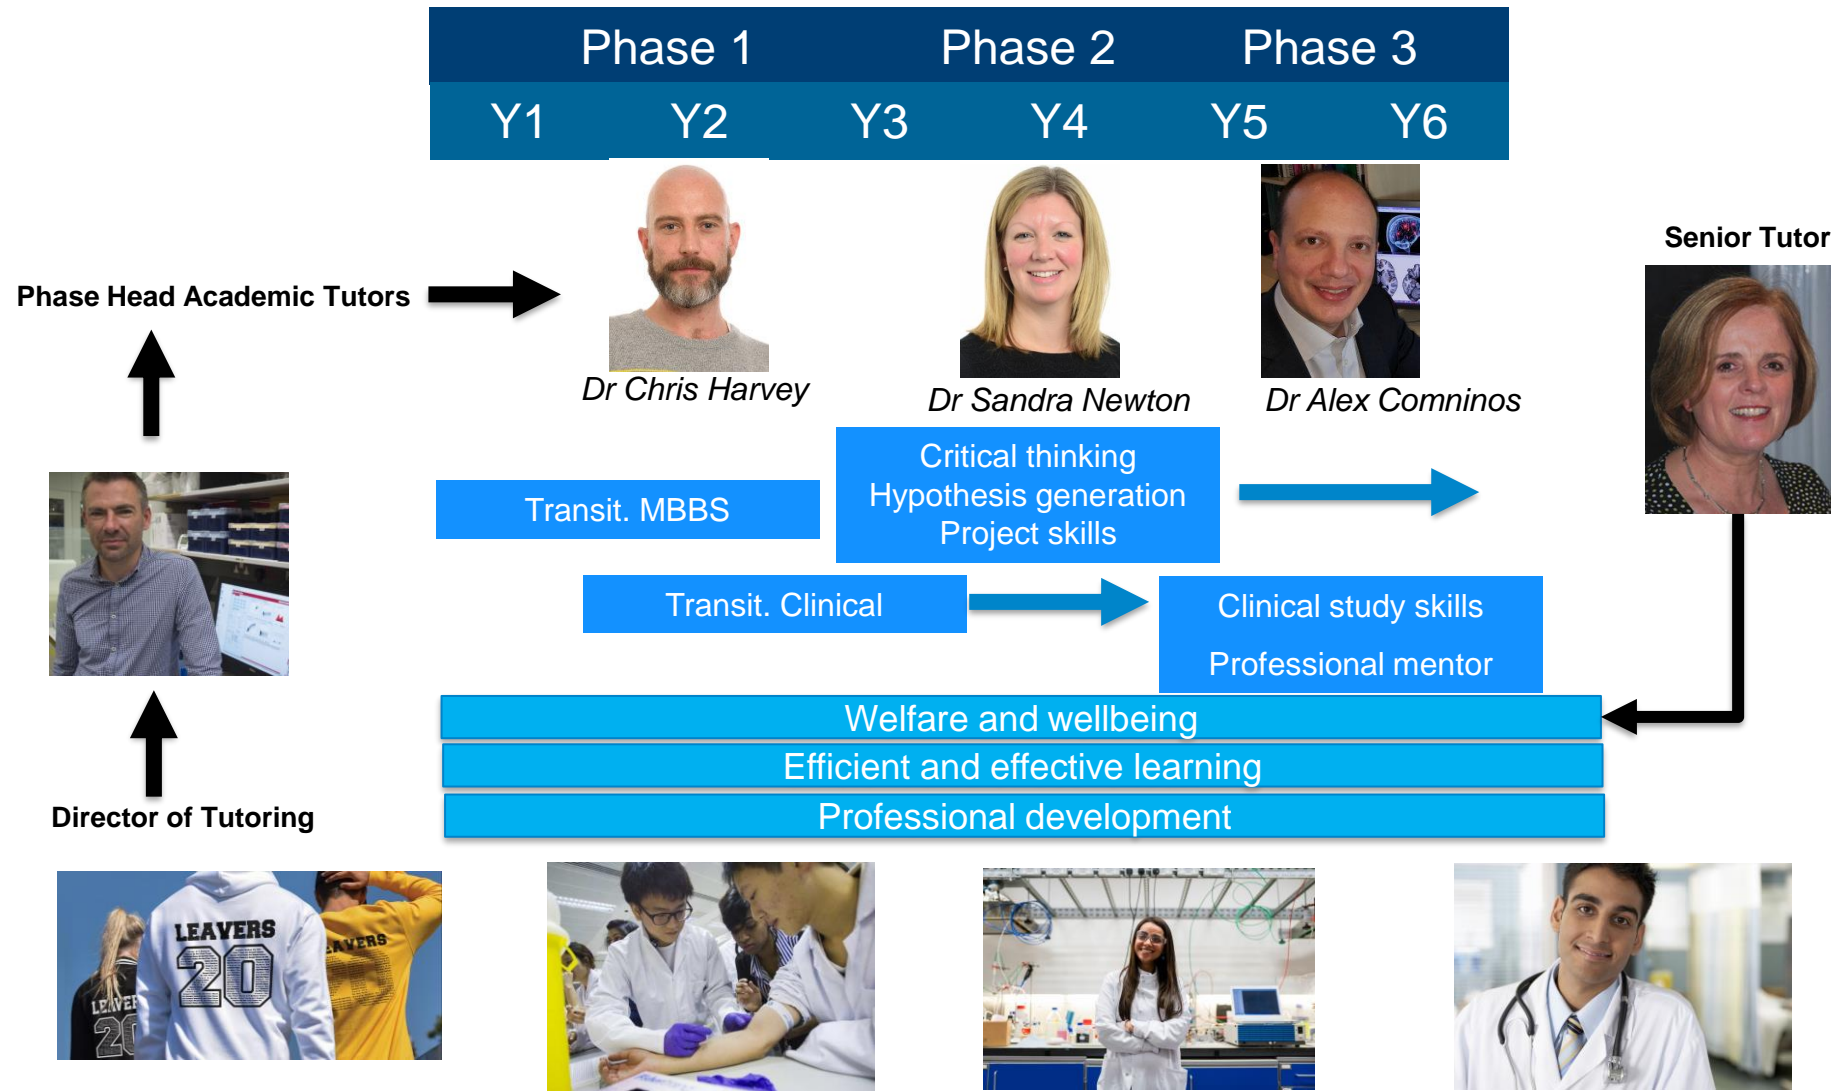 Phase 1 Phase 2 Phase 3
Y1 Y2 Y3 Y4 Y5 Y6
Senior Tutor
Phase Head Academic Tutors
Dr Chris Harvey
Dr Sandra Newton
Dr Alex Comninos
Critical thinking
Hypothesis generation
Project skills
Transit. MBBS
Transit. Clinical
Clinical study skills
Professional mentor
Welfare and wellbeing
Efficient and effective learning
Professional development
Director of Tutoring
LEAVERS
20
LEAVERS
20